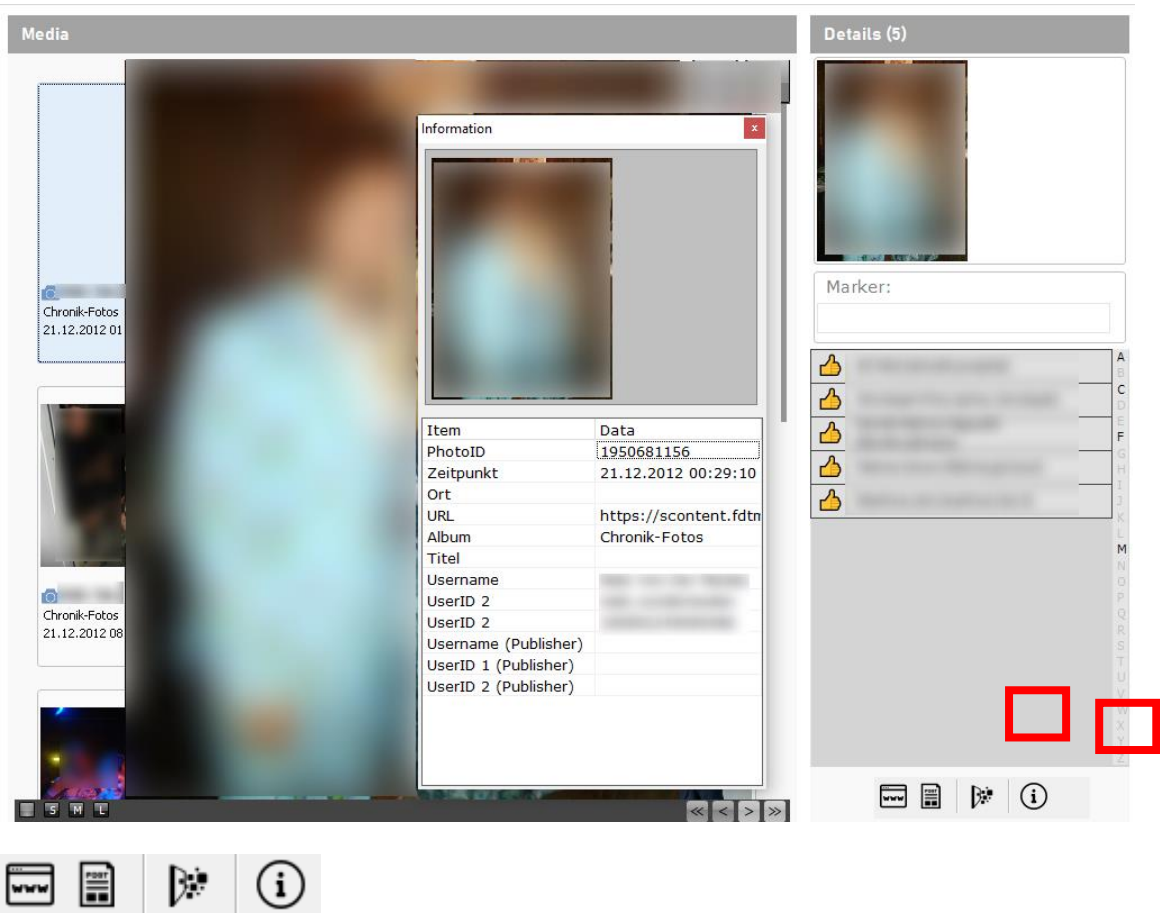 Media
Details (5)
Information
x
Marker:
Chronik-Fotos
21.12.2012 01
Chronik-Fotos
21.12.2012 08
Item Data
PhotoID 1950681156
Zeitpunkt 21.12.2012 00:29:10
Ort
URL https://scontent.fdtm
Album Chronik-Fotos
Titel
Username
UserID 2
UserID 2
Username (Publisher)
UserID 1 (Publisher)
UserID 2 (Publisher)
A
B
C
D
E
F
G
H
I
J
K
L
M
N
O
P
Q
R
S
T
U
V
W
X
Y
Z
S M L
« < > »
www POST i
www POST i